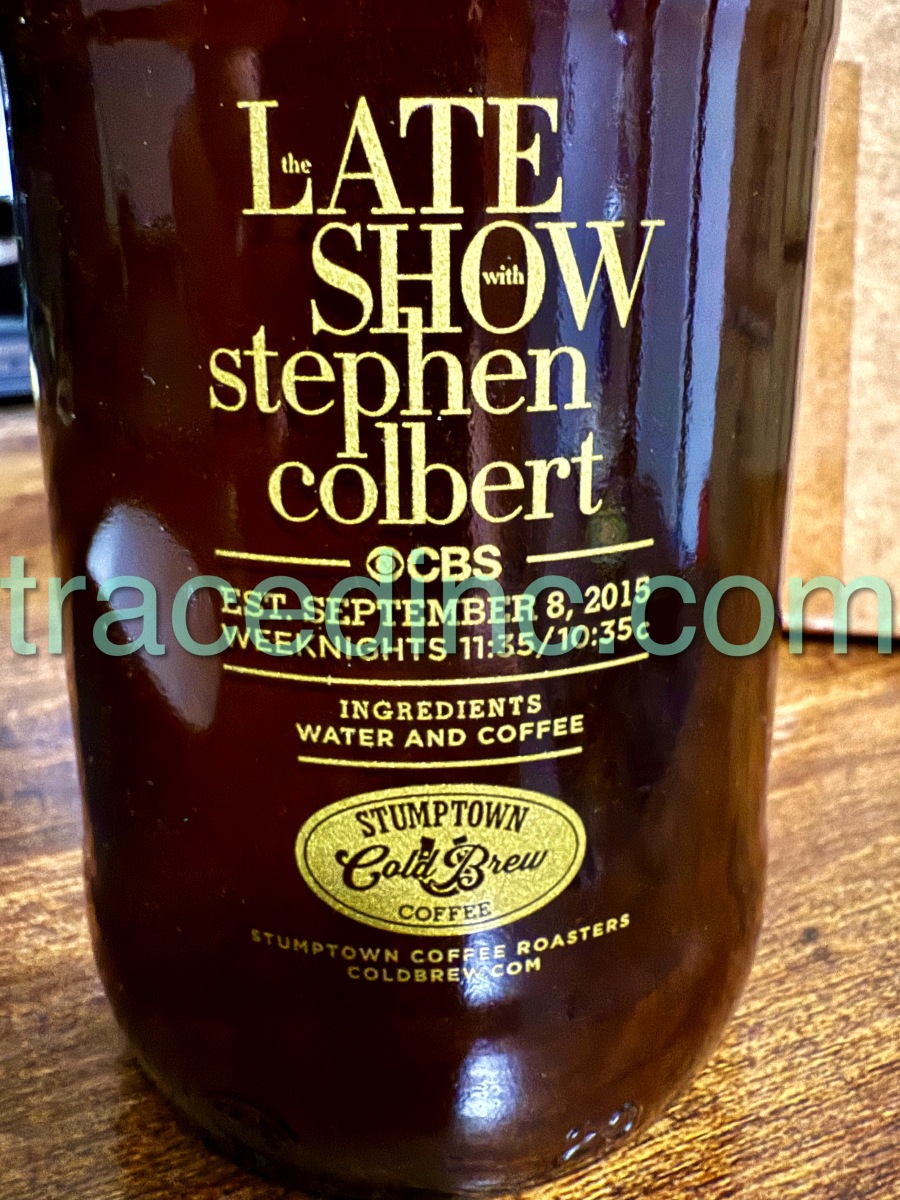 the LATE
SHOW with
stephen
colbert
CBS
EST. SEPTEMBER 8, 2015
WEEKNIGHTS 11:35/10:35c
tracedinc.com
INGREDIENTS
WATER AND COFFEE
STUMPTOWN
Cold Brew
COFFEE
STUMPTOWN COFFEE ROASTERS
COLDBREW.COM